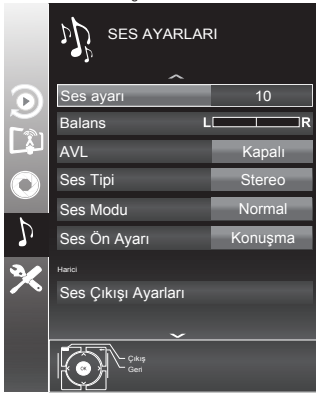 SES AYARLARI
Ses ayarı 10
Balans L R
AVL Kapalı
Ses Tipi Stereo
Ses Modu Normal
Ses Ön Ayarı Konuşma
Harici
Ses Çıkışı Ayarları
OK
Çıkış
Geri